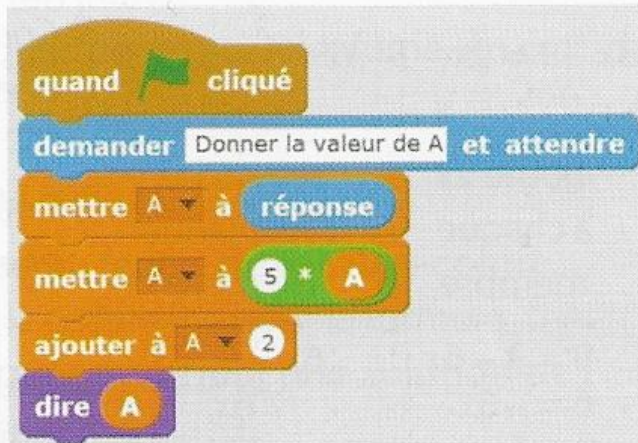 quand cliqué
demander Donner la valeur de A et attendre
mettre A à réponse
mettre A à 5 * A
ajouter à A 2
dire A